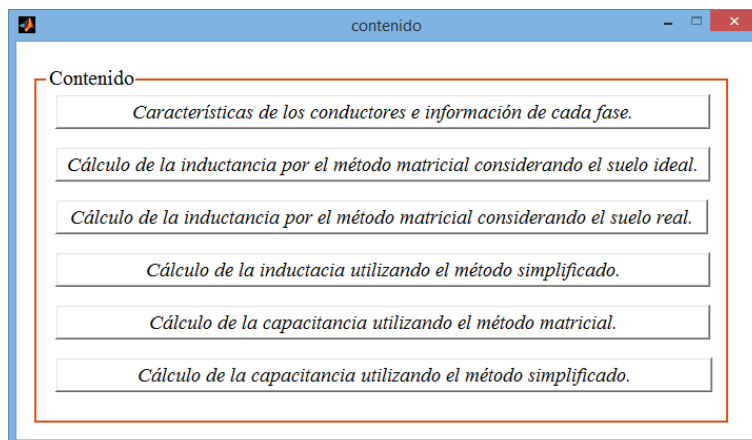 contenido
Contenido
Características de los conductores e información de cada fase.
Cálculo de la inductancia por el método matricial considerando el suelo ideal.
Cálculo de la inductancia por el método matricial considerando el suelo real.
Cálculo de la inductacia utilizando el método simplificado.
Cálculo de la capacitancia utilizando el método matricial.
Cálculo de la capacitancia utilizando el método simplificado.